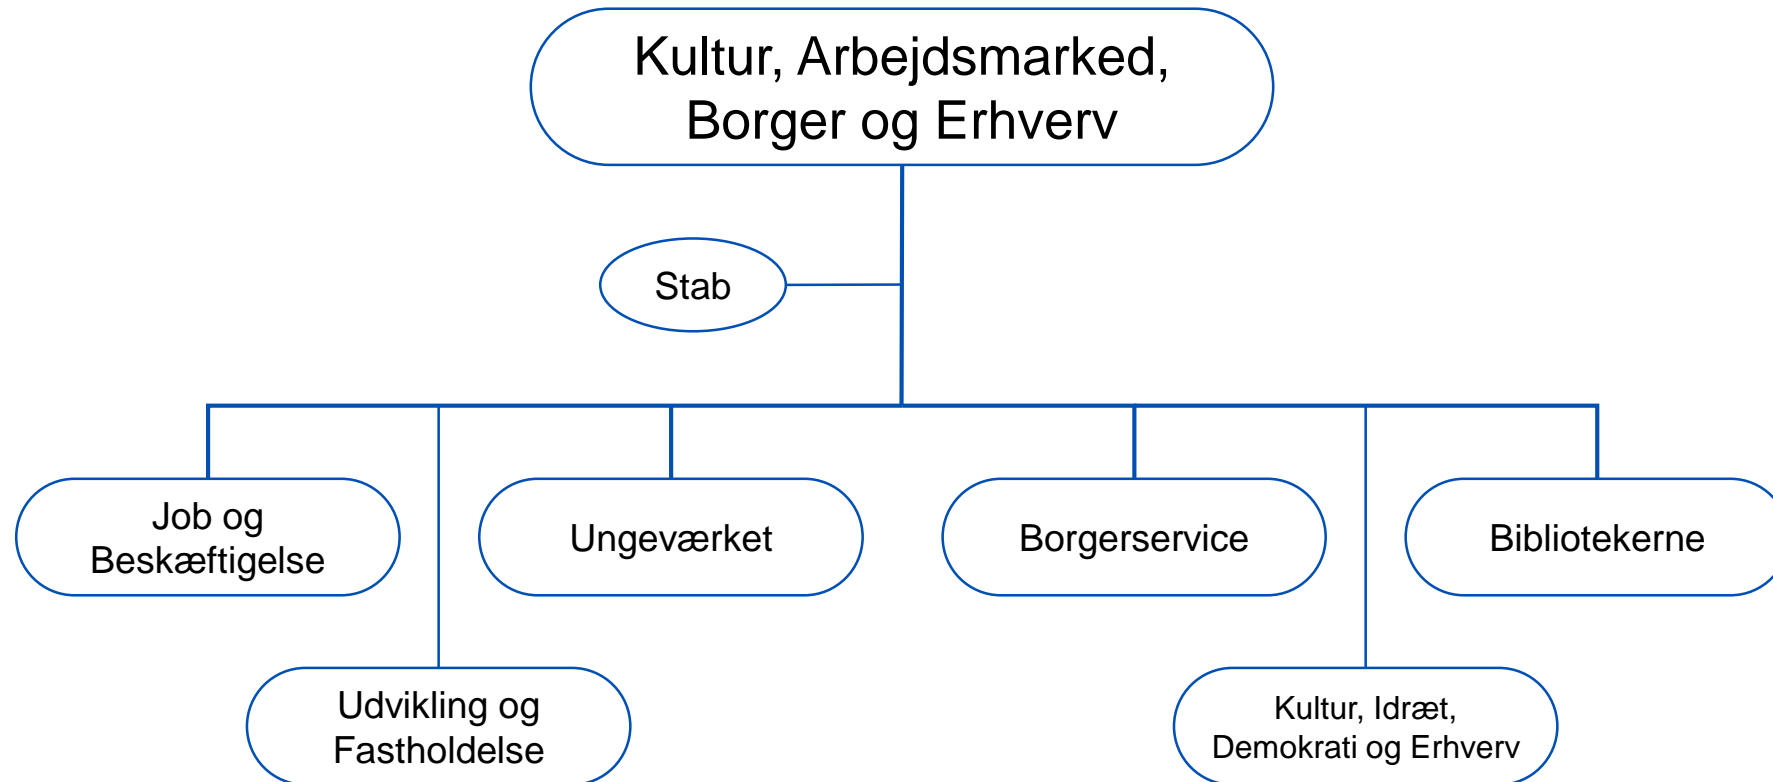 Kultur, Arbejdsmarked,
Borger og Erhverv
Stab
Job og
Beskæftigelse
Ungeværket
Borgerservice
Bibliotekerne
Udvikling og
Fastholdelse
Kultur, Idræt,
Demokrati og Erhverv